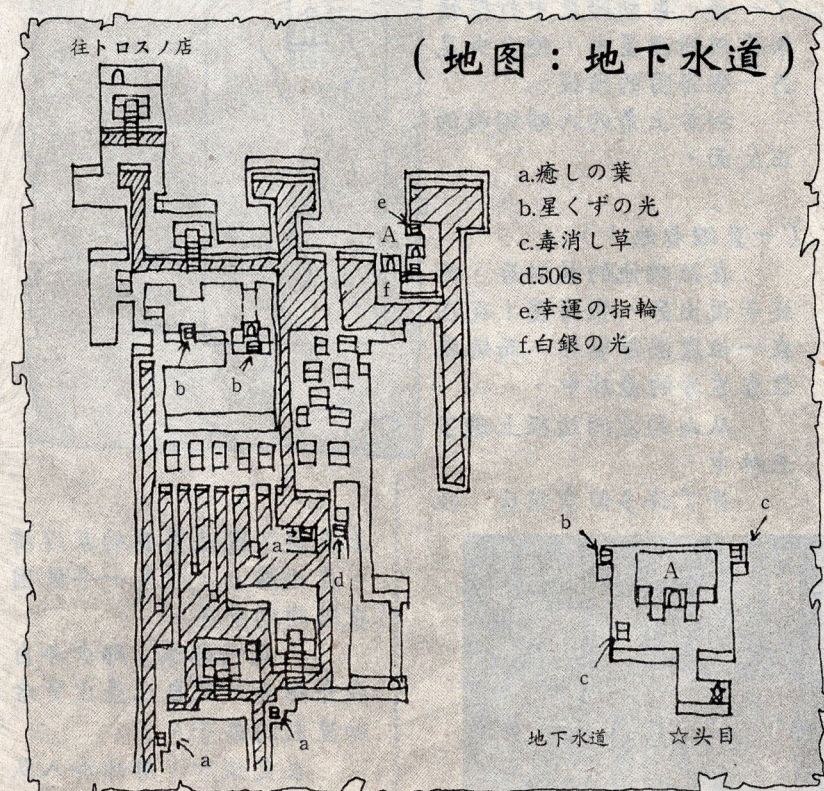 往トロスノ店
(地图：地下水道)
a.癒しの葉
b.星くずの光
c.毒消し草
d.500s
e.幸運の指輪
f.白銀の光
e
A
f
b
b
a
d
a
a
b
c
A
c
地下水道
☆头目